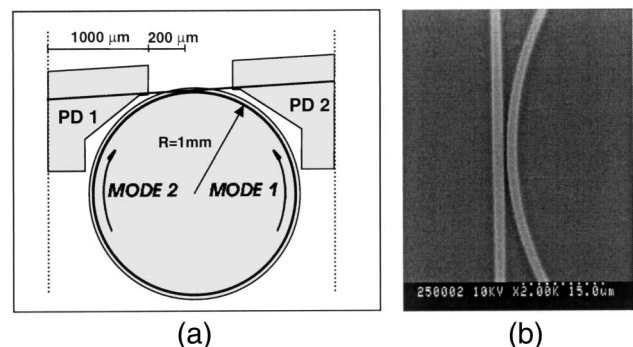 1000 µm
200 µm
PD 1
PD 2
R=1mm
MODE 2
MODE 1
250002 10KV X2.00K 15.0um
(a)
(b)